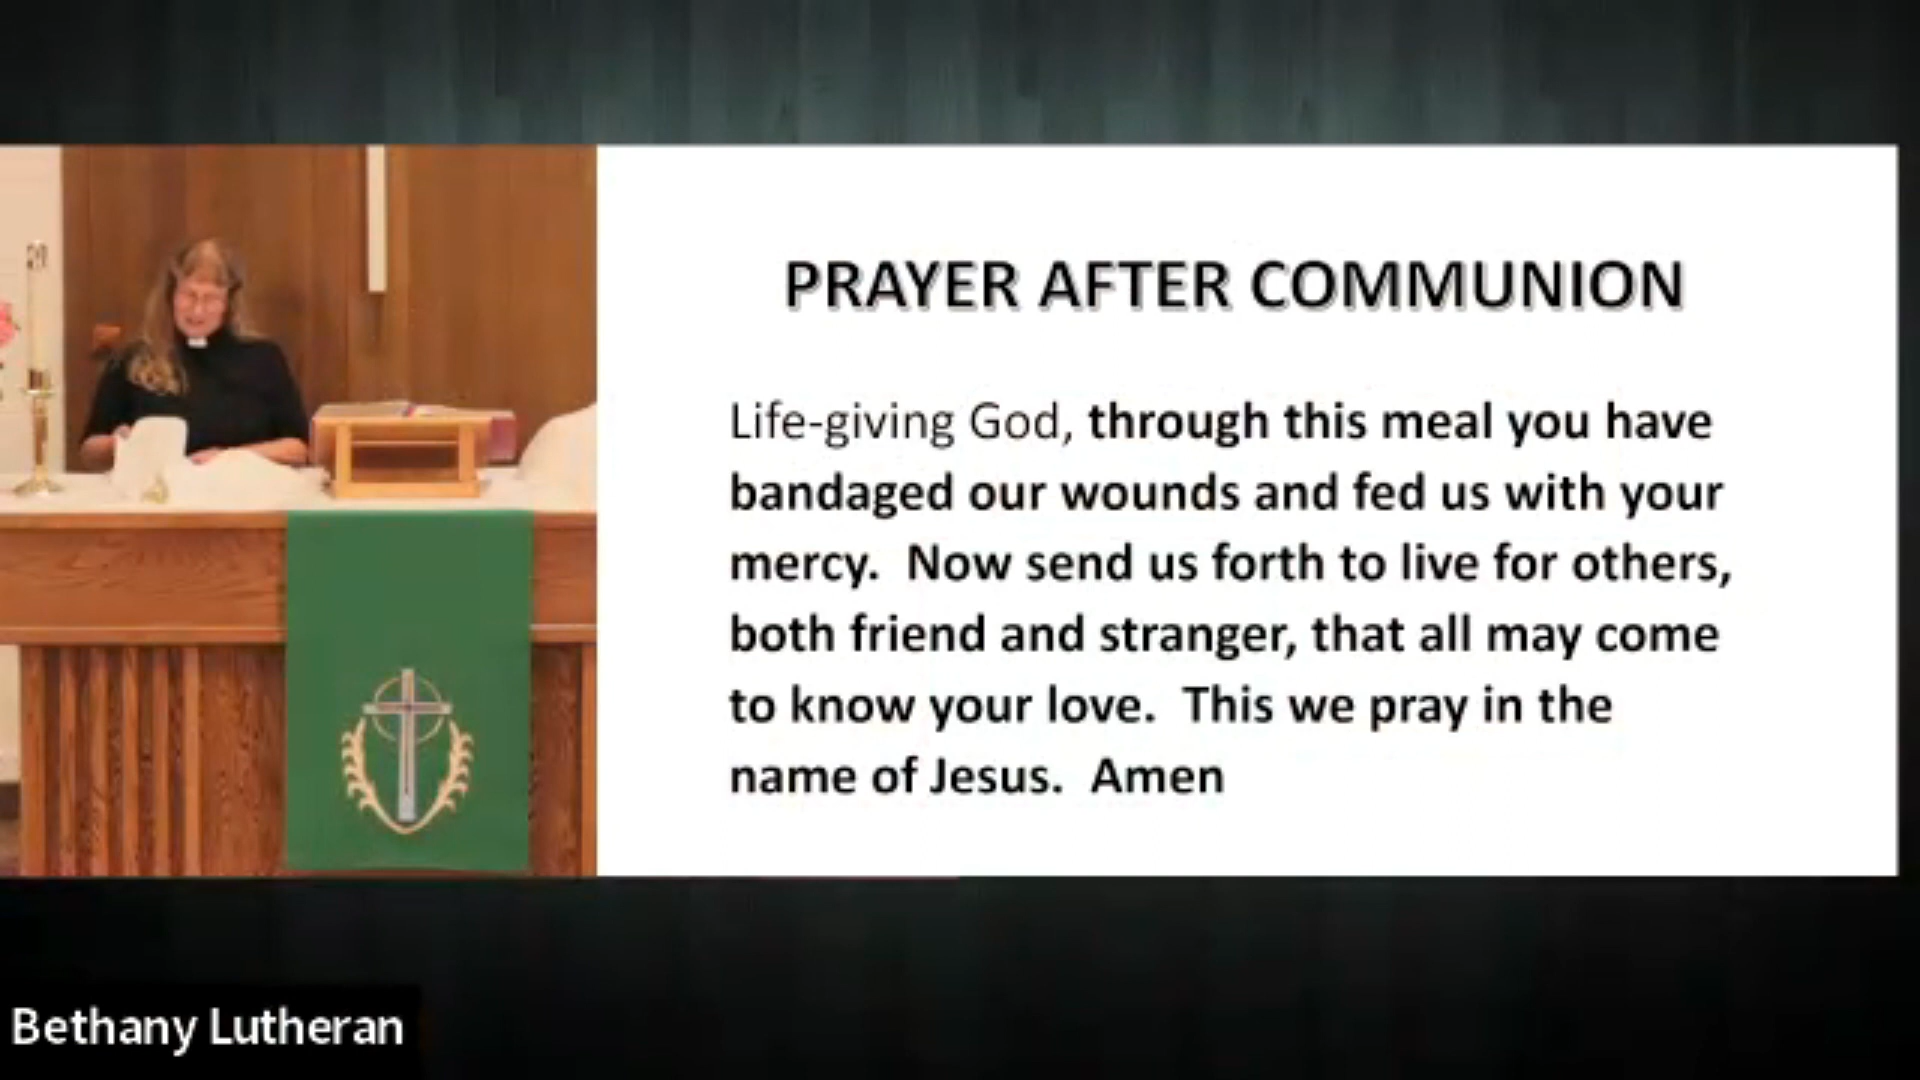 PRAYER AFTER COMMUNION
Life-giving God, through this meal you have
bandaged our wounds and fed us with your
mercy.  Now send us forth to live for others,
both friend and stranger, that all may come
to know your love.  This we pray in the
name of Jesus.  Amen
Bethany Lutheran